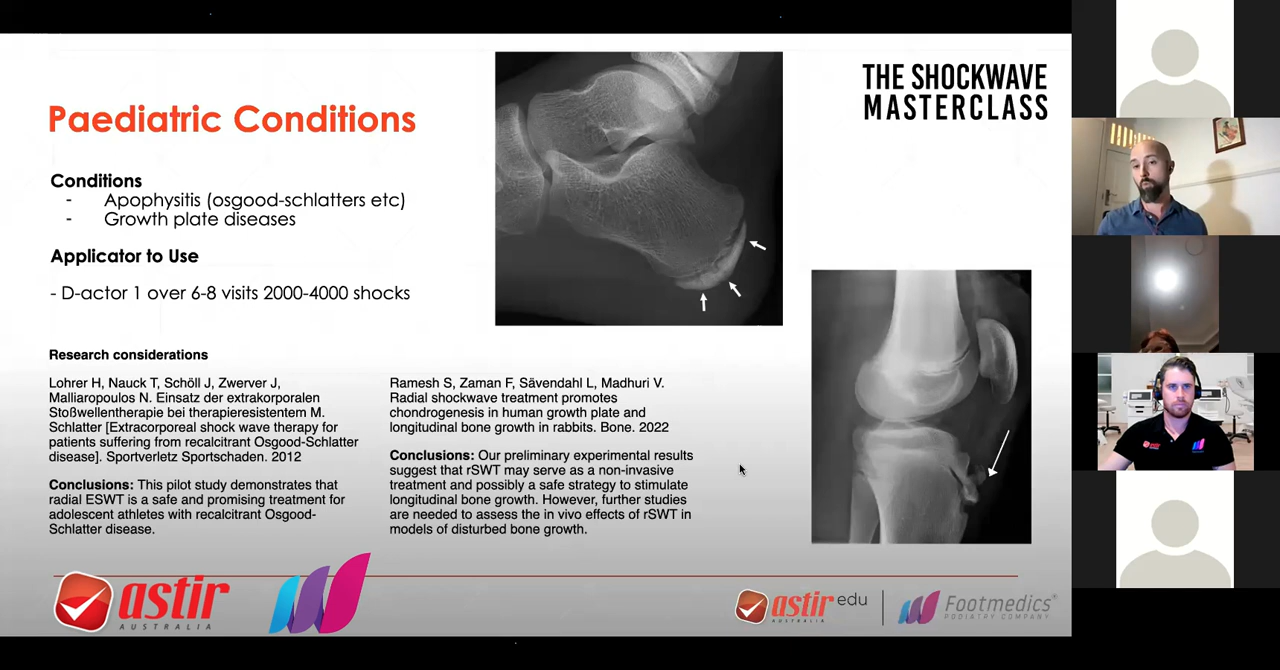 Paediatric Conditions
THE SHOCKWAVE
MASTERCLASS
Conditions
- Apophysitis (osgood-schlatters etc)
- Growth plate diseases
Applicator to Use
- D-actor 1 over 6-8 visits 2000-4000 shocks
Research considerations
Lohrer H, Nauck T, Schöll J, Zwerver J,
Malliaropoulos N. Einsatz der extrakorporalen
Stoßwellentherapie bei therapieresistentem M.
Schlatter [Extracorporeal shock wave therapy for
patients suffering from recalcitrant Osgood-Schlatter
disease]. Sportverletz Sportschaden. 2012
Conclusions: This pilot study demonstrates that
radial ESWT is a safe and promising treatment for
adolescent athletes with recalcitrant Osgood-
Schlatter disease.
Ramesh S, Zaman F, Sävendahl L, Madhuri V.
Radial shockwave treatment promotes
chondrogenesis in human growth plate and
longitudinal bone growth in rabbits. Bone. 2022
Conclusions: Our preliminary experimental results
suggest that rSWT may serve as a non-invasive
treatment and possibly a safe strategy to stimulate
longitudinal bone growth. However, further studies
are needed to assess the in vivo effects of rSWT in
models of disturbed bone growth.
astir
AUSTRALIA
astir edu
AUSTRALIA
Footmedics
PODIATRY COMPANY